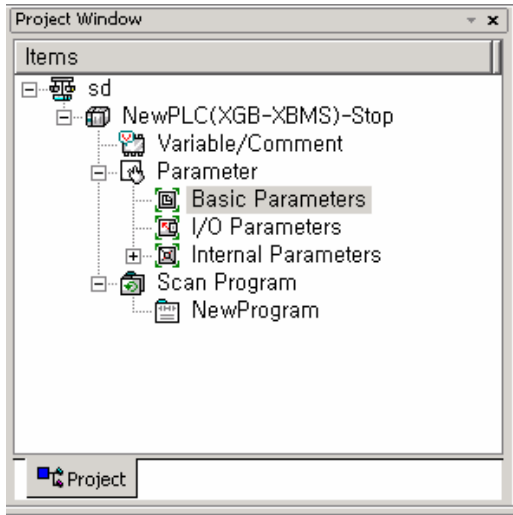 Project Window
Items
sd
NewPLC(XGB-XBMS)-Stop
Variable/Comment
Parameter
Basic Parameters
I/O Parameters
Internal Parameters
Scan Program
NewProgram
Project